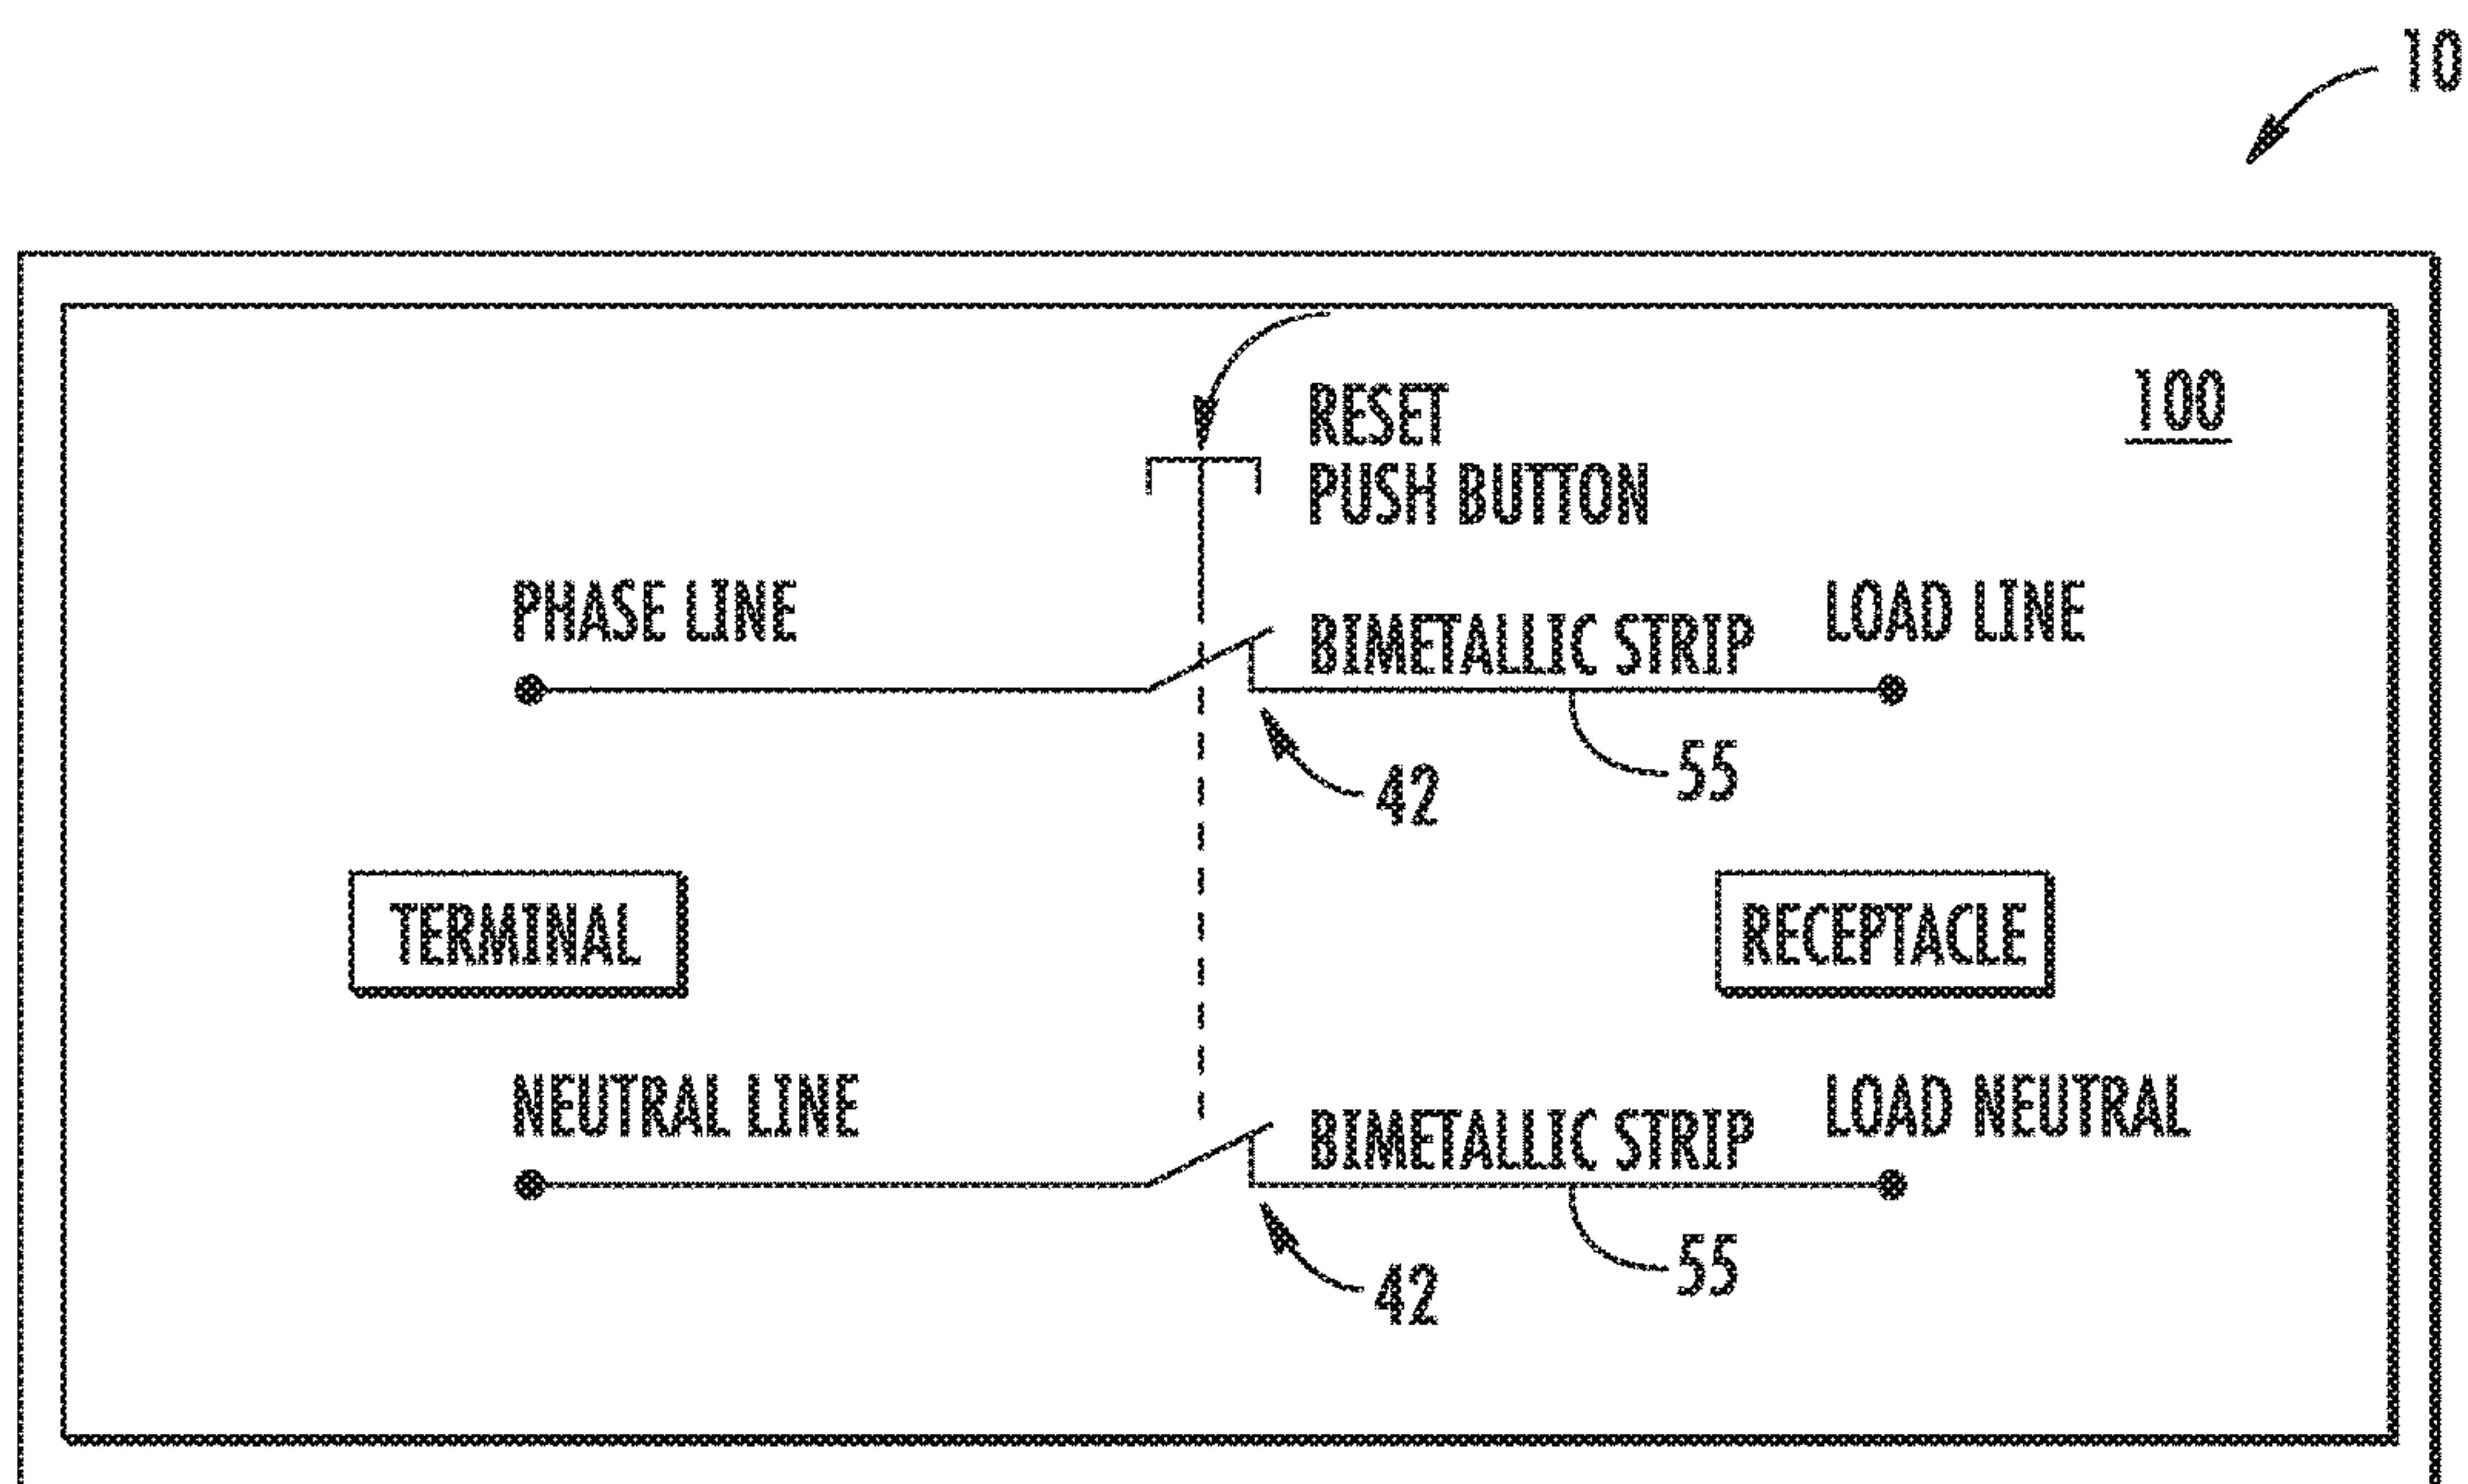 10
100
RESET
PUSH BUTTON
PHASE LINE
BIMETALLIC STRIP
LOAD LINE
55
42
TERMINAL
RECEPTACLE
NEUTRAL LINE
BIMETALLIC STRIP
LOAD NEUTRAL
55
42